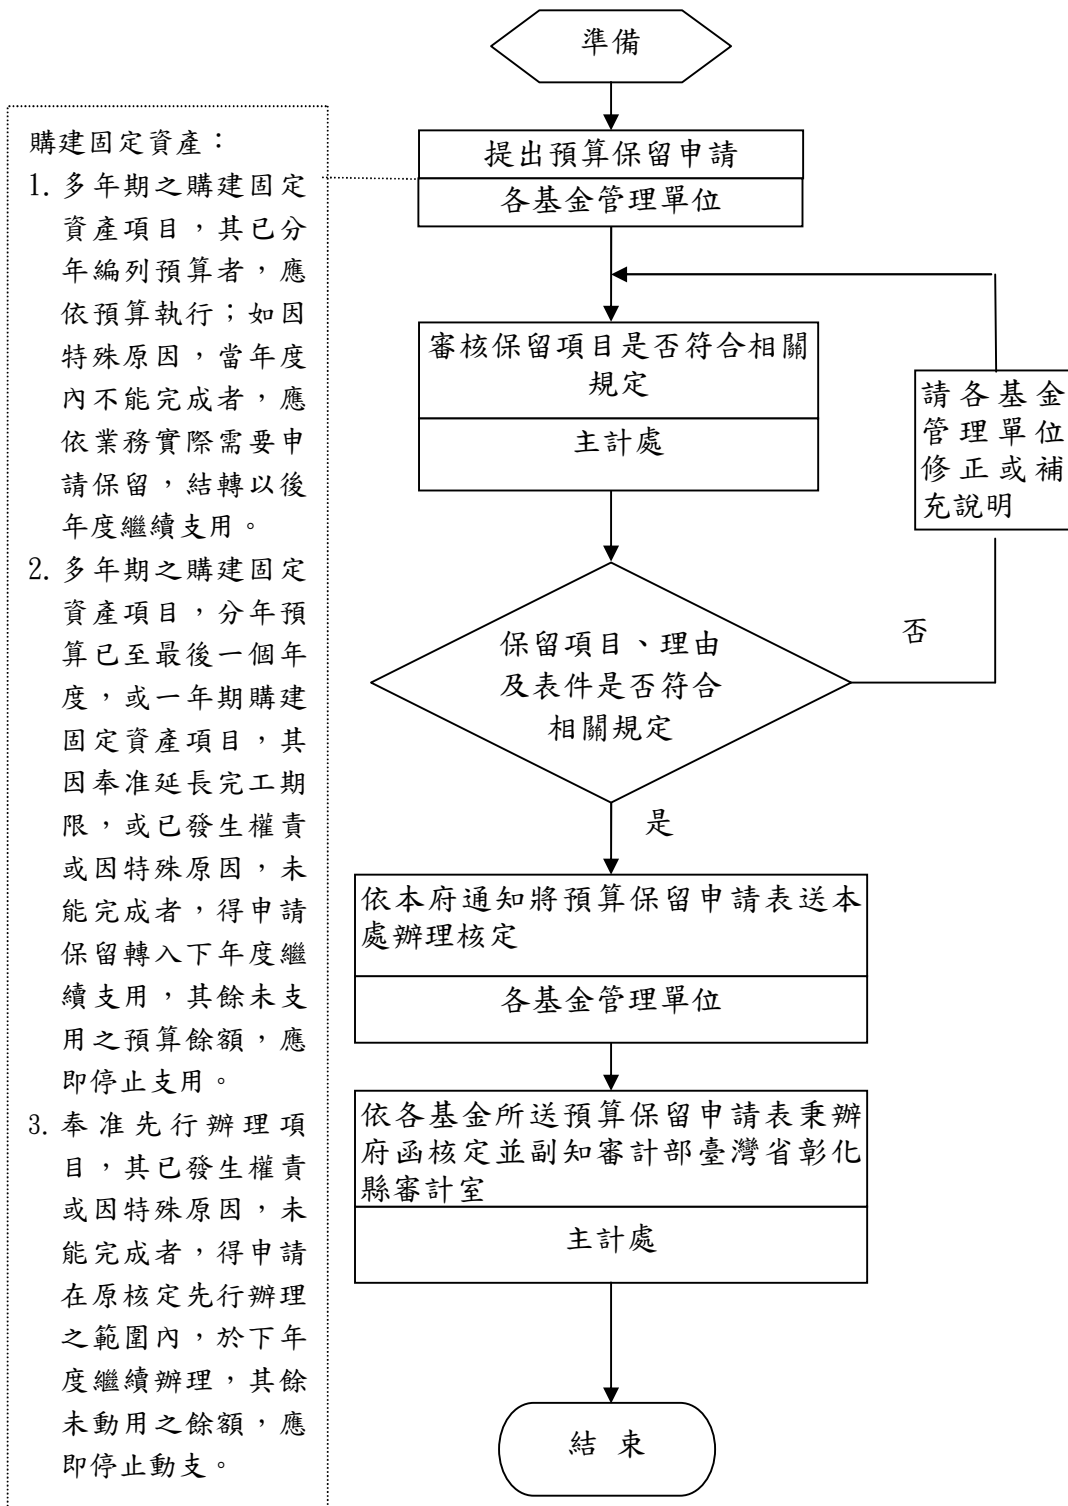 準備
購建固定資產：
1. 多年期之購建固定
資產項目，其已分
年編列預算者，應
依預算執行；如因
特殊原因，當年度
內不能完成者，應
依業務實際需要申
請保留，結轉以後
年度繼續支用。
2. 多年期之購建固定
資產項目，分年預
算已至最後一個年
度，或一年期購建
固定資產項目，其
因奉准延長完工期
限，或已發生權責
或因特殊原因，未
能完成者，得申請
保留轉入下年度繼
續支用，其餘未支
用之預算餘額，應
即停止支用。
3. 奉准先行辦理項
目，其已發生權責
或因特殊原因，未
能完成者，得申請
在原核定先行辦理
之範圍內，於下年
度繼續辦理，其餘
未動用之餘額，應
即停止動支。
提出預算保留申請
各基金管理單位
審核保留項目是否符合相關
規定
主計處
請各基金
管理單位
修正或補
充說明
保留項目、理由
及表件是否符合
相關規定
否
是
依本府通知將預算保留申請表送本
處辦理核定
各基金管理單位
依各基金所送預算保留申請表秉辦
府函核定並副知審計部臺灣省彰化
縣審計室
主計處
結 束